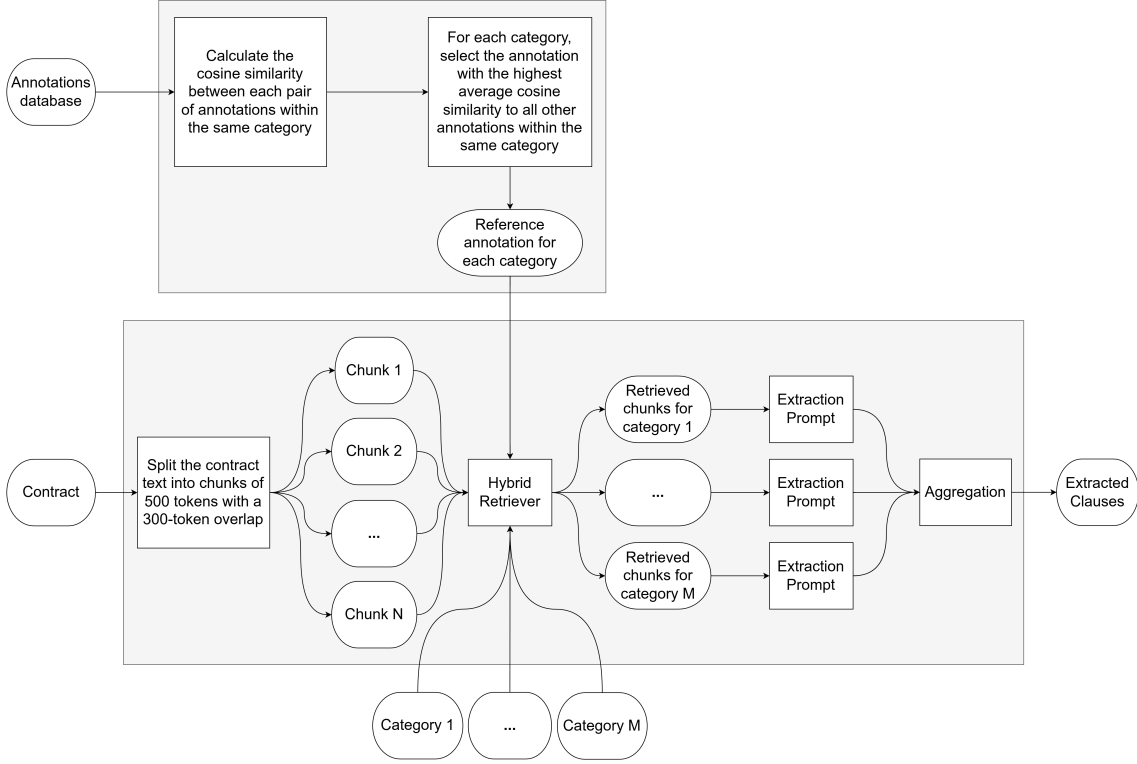 Annotations
database
Calculate the
cosine similarity
between each pair
of annotations within
the same category
For each category,
select the annotation
with the highest
average cosine
similarity to all other
annotations within the
same category
Reference
annotation for
each category
Contract
Split the contract
text into chunks of
500 tokens with a
300-token overlap
Chunk 1
Chunk 2
...
Chunk N
Hybrid
Retriever
Retrieved
chunks for
category 1
...
Retrieved
chunks for
category M
Extraction
Prompt
Extraction
Prompt
Extraction
Prompt
Aggregation
Extracted
Clauses
Category 1
...
Category M